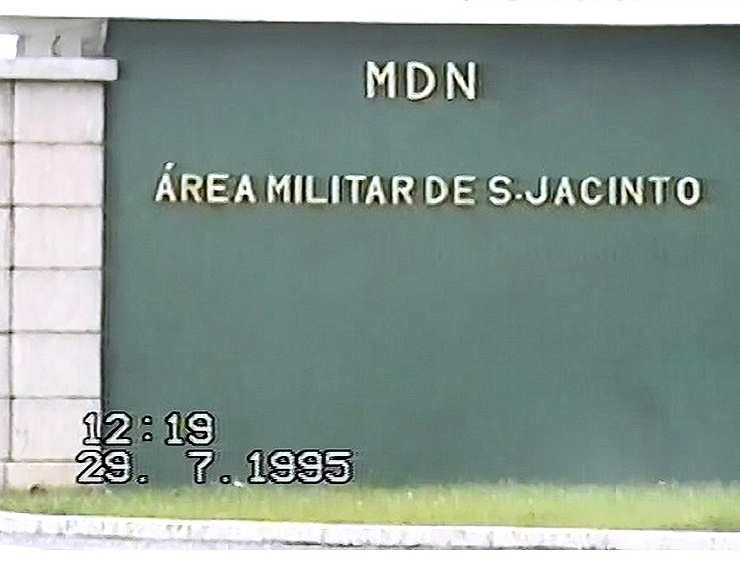 MDN
ÁREA MILITAR DE S.JACINTO
12:19
29. 7.1995